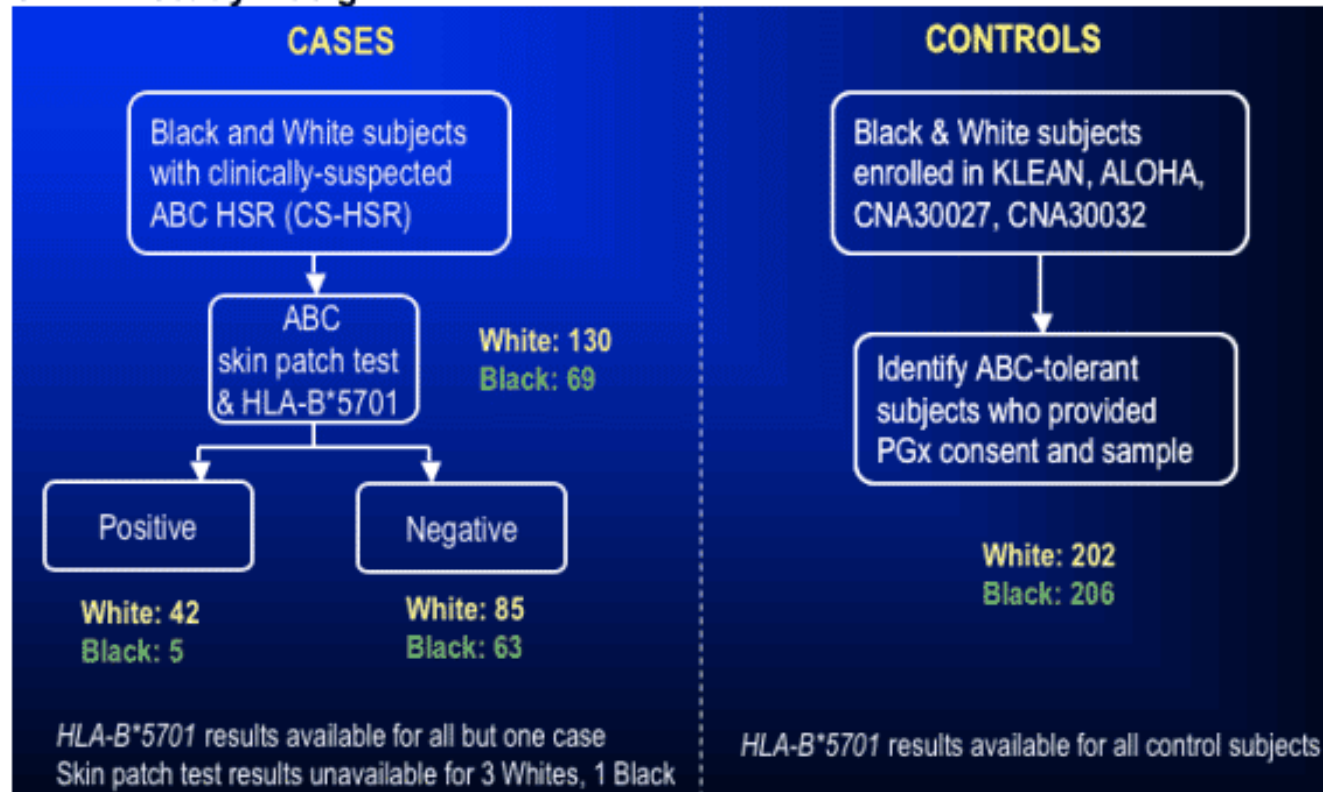 CASES
Black and White subjects
with clinically-suspected
ABC HSR (CS-HSR)
ABC
skin patch test
& HLA-B*5701
White: 130
Black: 69
Positive
Negative
White: 42
Black: 5
White: 85
Black: 63
HLA-B*5701 results available for all but one case
Skin patch test results unavailable for 3 Whites, 1 Black
CONTROLS
Black & White subjects
enrolled in KLEAN, ALOHA,
CNA30027, CNA30032
Identify ABC-tolerant
subjects who provided
PGx consent and sample
White: 202
Black: 206
HLA-B*5701 results available for all control subjects